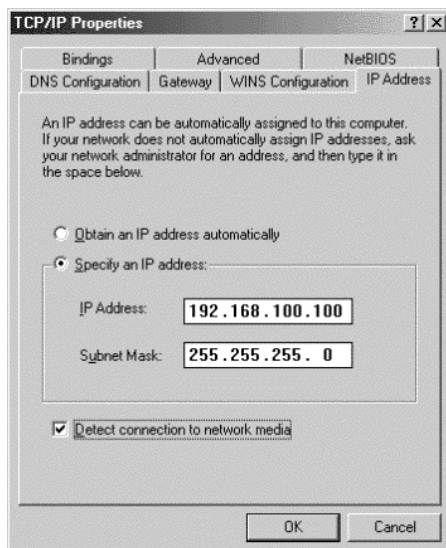 TCP/IP Properties
Bindings Advanced NetBIOS
DNS Configuration Gateway WINS Configuration IP Address
An IP address can be automatically assigned to this computer.
If your network does not automatically assign IP addresses, ask
your network administrator for an address, and then type it in
the space below.
Obtain an IP address automatically
Specify an IP address:
IP Address: 192.168.100.100
Subnet Mask: 255.255.255. 0
Detect connection to network media
OK Cancel